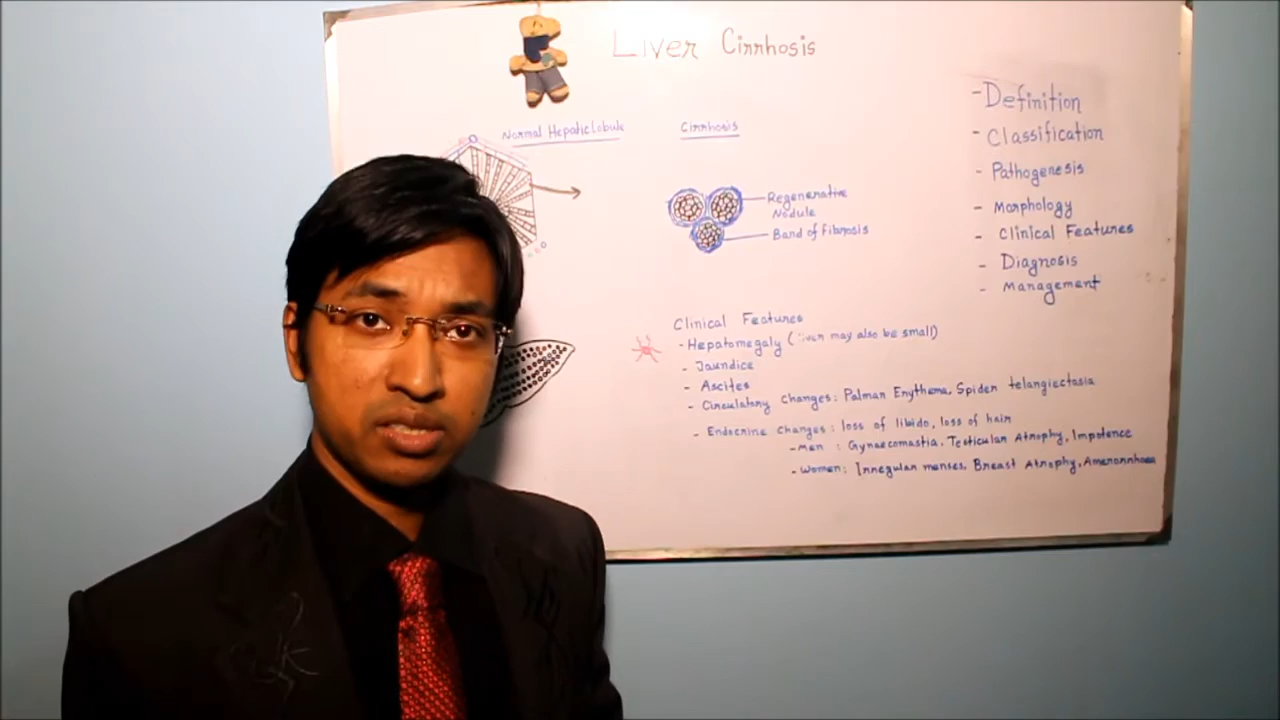 Liver Cirrhosis
Normal Hepatic Lobule
Cirrhosis
Regenerative
Nodule
Band of Fibrosis
- Definition
- Classification
- Pathogenesis
- Morphology
- Clinical Features
- Diagnosis
- Management
Clinical Features
- Hepatomegaly (Liver may also be small)
- Jaundice
- Ascites
- Circulatory changes: Palmar Erythema, Spider telangiectasia
- Endocrine changes: loss of libido, loss of hair
- Men : Gynaecomastia, Testicular Atrophy, Impotence
- Women: Irregular menses, Breast Atrophy, Amenorrhoea